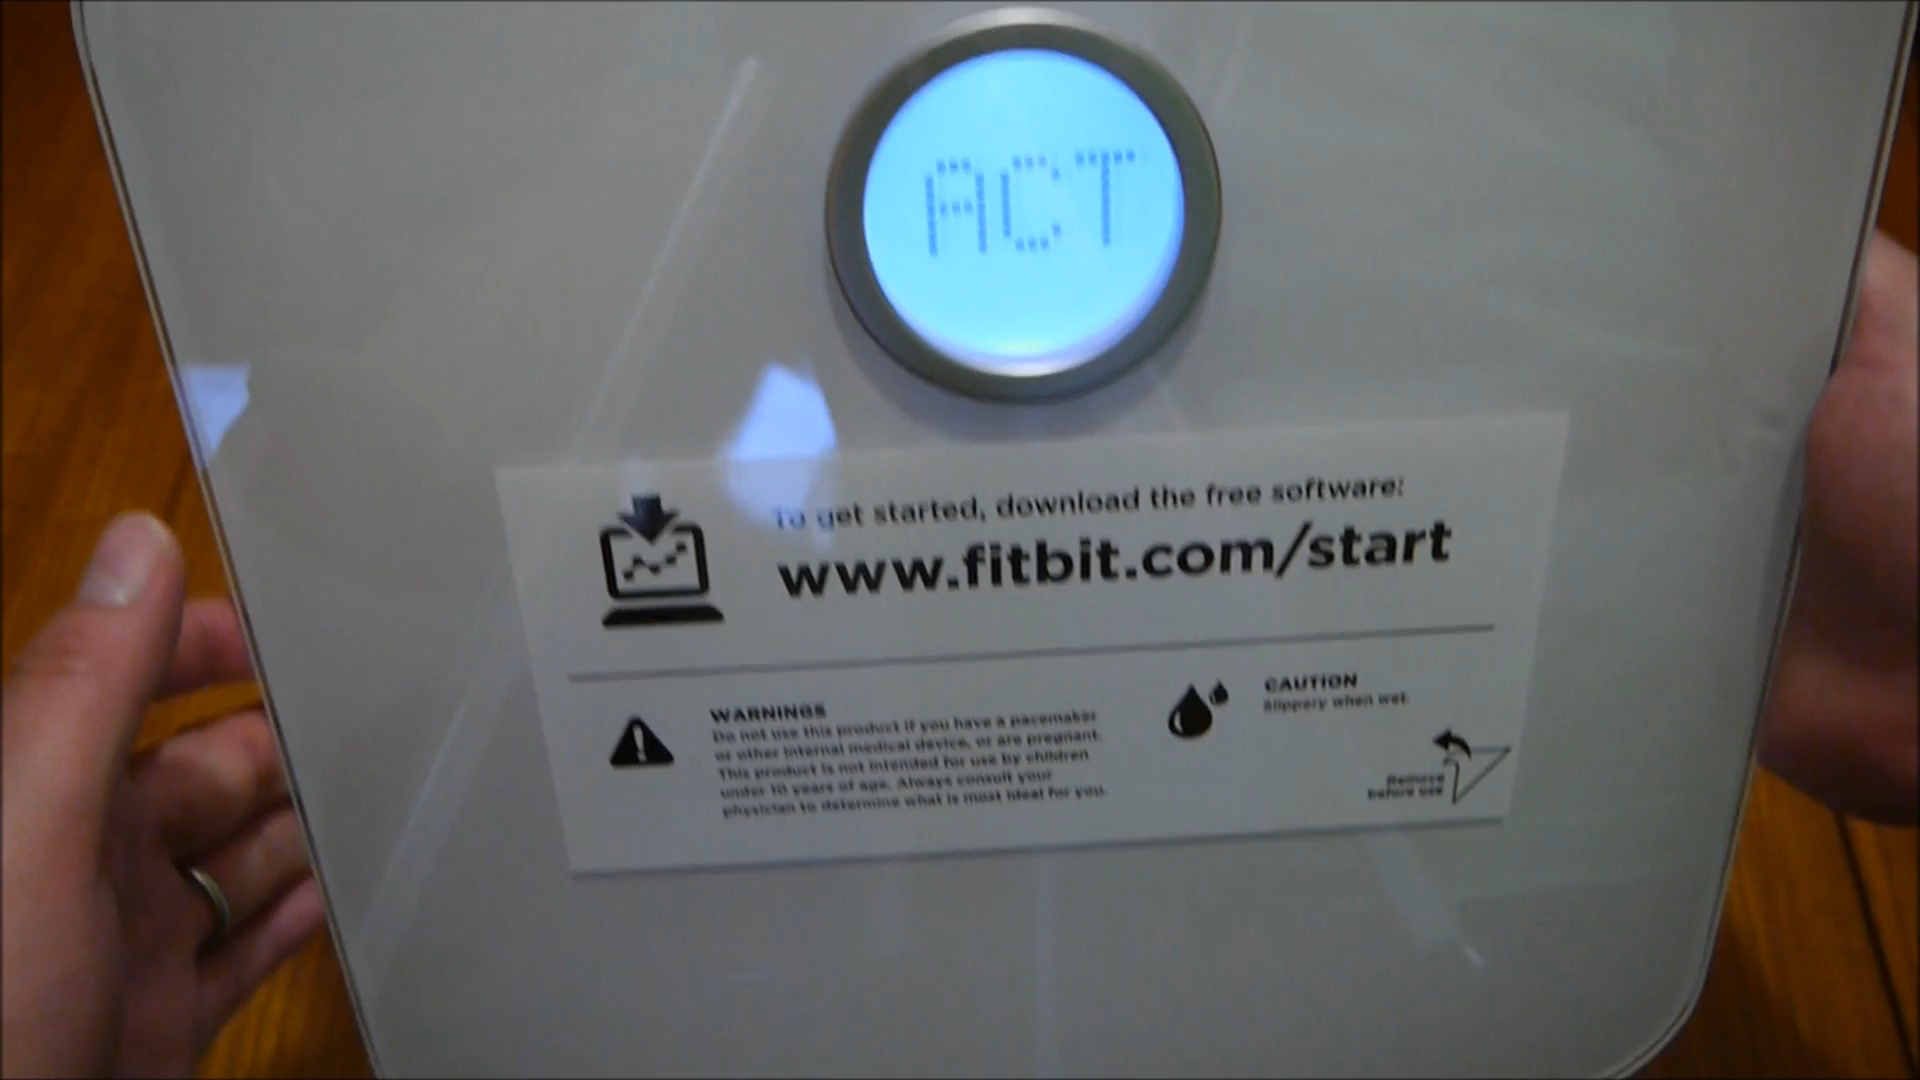 ACT
To get started, download the free software:
www.fitbit.com/start
WARNINGS
Do not use this product if you have a pacemaker
or other internal medical device, or are pregnant.
This product is not intended for use by children
under 10 years of age. Always consult your
physician to determine what is most ideal for you.
CAUTION
Slippery when wet.
Remove
before use